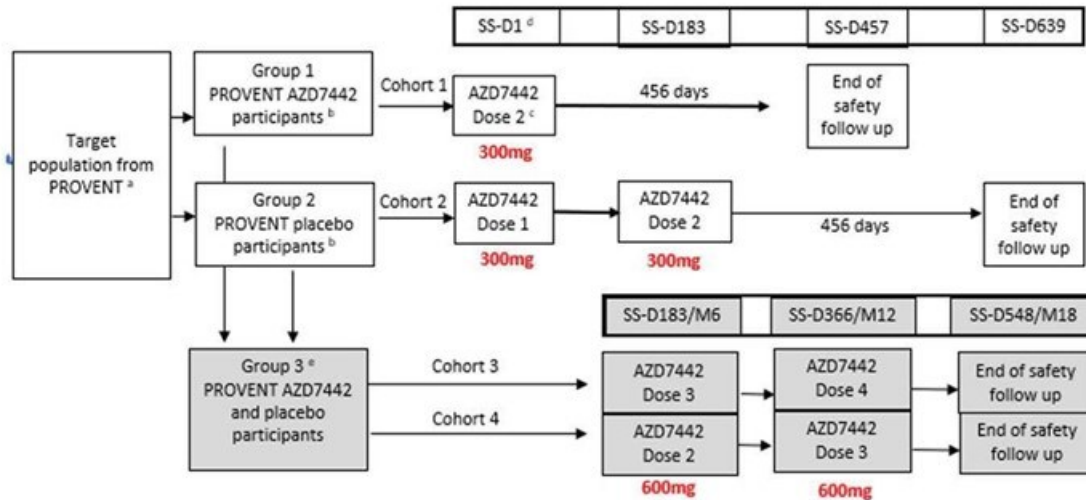 SS-D1 d
SS-D183
SS-D457
SS-D639
Target
population from
PROVENT a
Group 1
PROVENT AZD7442
participants b
Cohort 1
AZD7442
Dose 2 c
300mg
456 days
End of
safety
follow up
Group 2
PROVENT placebo
participants b
Cohort 2
AZD7442
Dose 1
300mg
AZD7442
Dose 2
300mg
456 days
End of
safety
follow up
SS-D183/M6
SS-D366/M12
SS-D548/M18
Group 3 e
PROVENT AZD7442
and placebo
participants
Cohort 3
AZD7442
Dose 3
AZD7442
Dose 4
End of safety
follow up
Cohort 4
AZD7442
Dose 2
600mg
AZD7442
Dose 3
600mg
End of safety
follow up